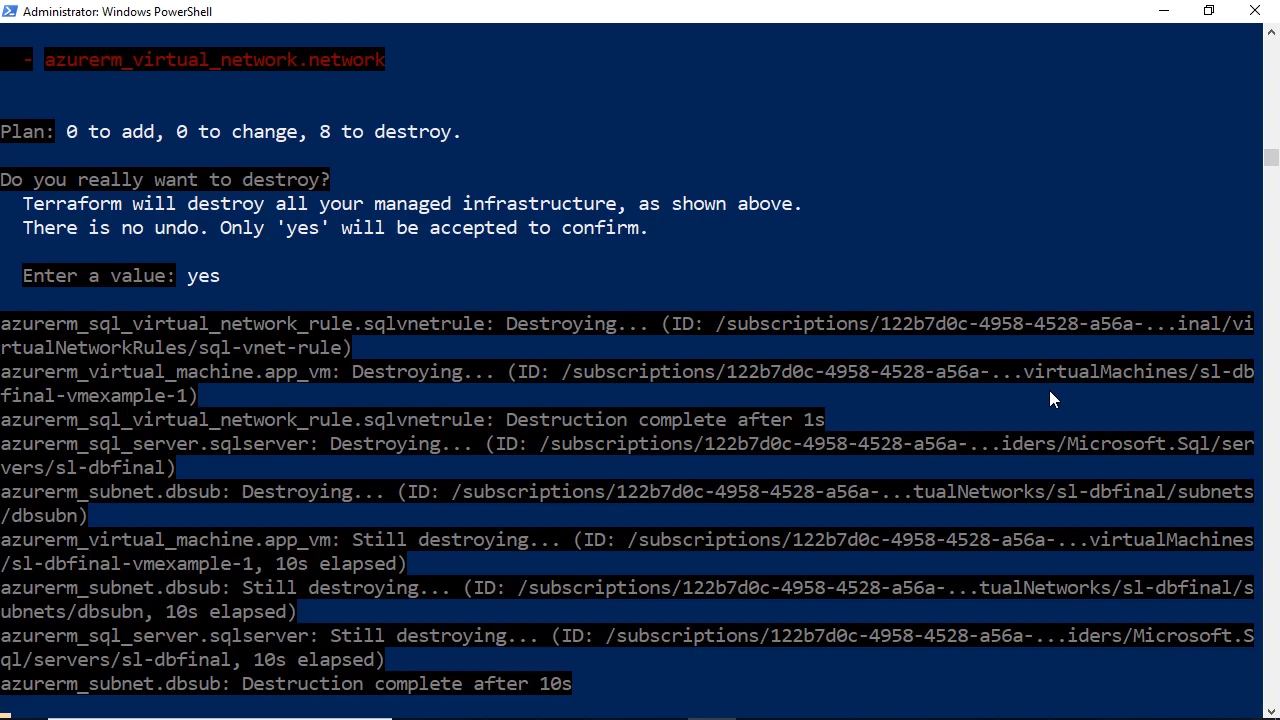 Administrator: Windows PowerShell
- azurerm_virtual_network.network
Plan: 0 to add, 0 to change, 8 to destroy.
Do you really want to destroy?
Terraform will destroy all your managed infrastructure, as shown above.
There is no undo. Only 'yes' will be accepted to confirm.
Enter a value: yes
azurerm_sql_virtual_network_rule.sqlvnetrule: Destroying... (ID: /subscriptions/122b7d0c-4958-4528-a56a-...inal/vi
rtualNetworkRules/sql-vnet-rule)
azurerm_virtual_machine.app_vm: Destroying... (ID: /subscriptions/122b7d0c-4958-4528-a56a-...virtualMachines/sl-db
final-vmexample-1)
azurerm_sql_virtual_network_rule.sqlvnetrule: Destruction complete after 1s
azurerm_sql_server.sqlserver: Destroying... (ID: /subscriptions/122b7d0c-4958-4528-a56a-...iders/Microsoft.Sql/ser
vers/sl-dbfinal)
azurerm_subnet.dbsub: Destroying... (ID: /subscriptions/122b7d0c-4958-4528-a56a-...tualNetworks/sl-dbfinal/subnets
/dbsubn)
azurerm_virtual_machine.app_vm: Still destroying... (ID: /subscriptions/122b7d0c-4958-4528-a56a-...virtualMachines
/sl-dbfinal-vmexample-1, 10s elapsed)
azurerm_subnet.dbsub: Still destroying... (ID: /subscriptions/122b7d0c-4958-4528-a56a-...tualNetworks/sl-dbfinal/s
ubnets/dbsubn, 10s elapsed)
azurerm_sql_server.sqlserver: Still destroying... (ID: /subscriptions/122b7d0c-4958-4528-a56a-...iders/Microsoft.S
ql/servers/sl-dbfinal, 10s elapsed)
azurerm_subnet.dbsub: Destruction complete after 10s